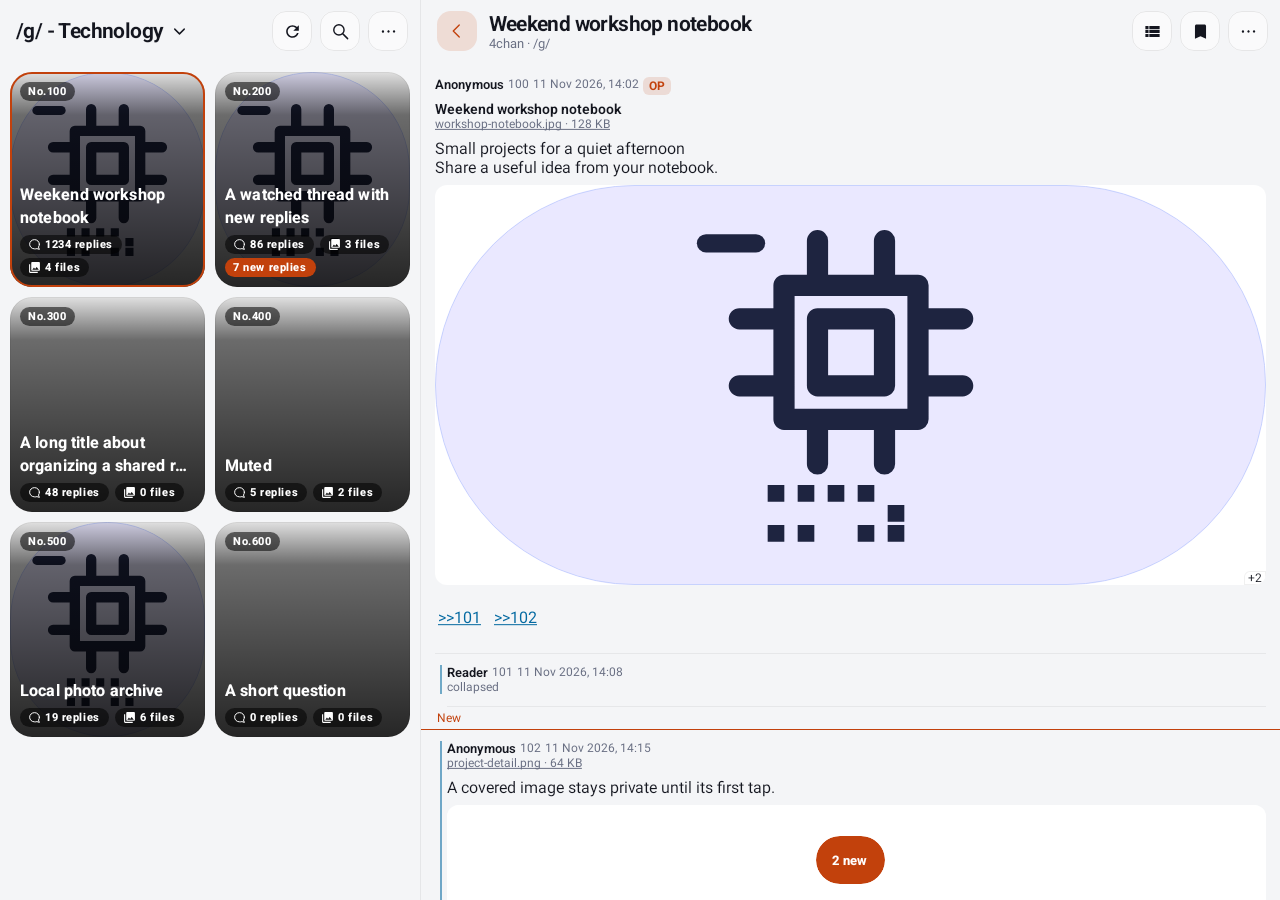 /g/ - Technology
No.100
Weekend workshop
notebook
1234 replies
4 files
No.200
A watched thread with
new replies
86 replies
3 files
7 new replies
No.300
A long title about
organizing a shared r…
48 replies
0 files
No.400
Muted
5 replies
2 files
No.500
Local photo archive
19 replies
6 files
No.600
A short question
0 replies
0 files
Weekend workshop notebook
4chan · /g/
Anonymous 100 11 Nov 2026, 14:02 OP
Weekend workshop notebook
workshop-notebook.jpg · 128 KB
Small projects for a quiet afternoon
Share a useful idea from your notebook.
+2
>>101 >>102
Reader 101 11 Nov 2026, 14:08
collapsed
New
Anonymous 102 11 Nov 2026, 14:15
project-detail.png · 64 KB
A covered image stays private until its first tap.
2 new